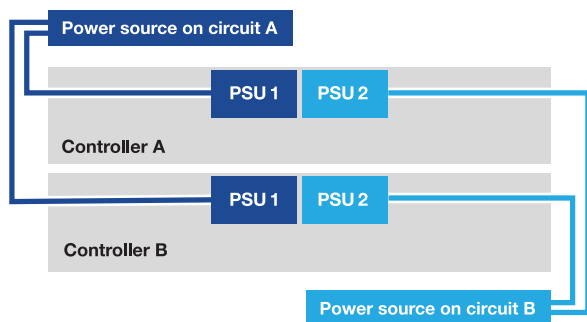 Power source on circuit A
PSU 1
PSU 2
Controller A
PSU 1
PSU 2
Controller B
Power source on circuit B